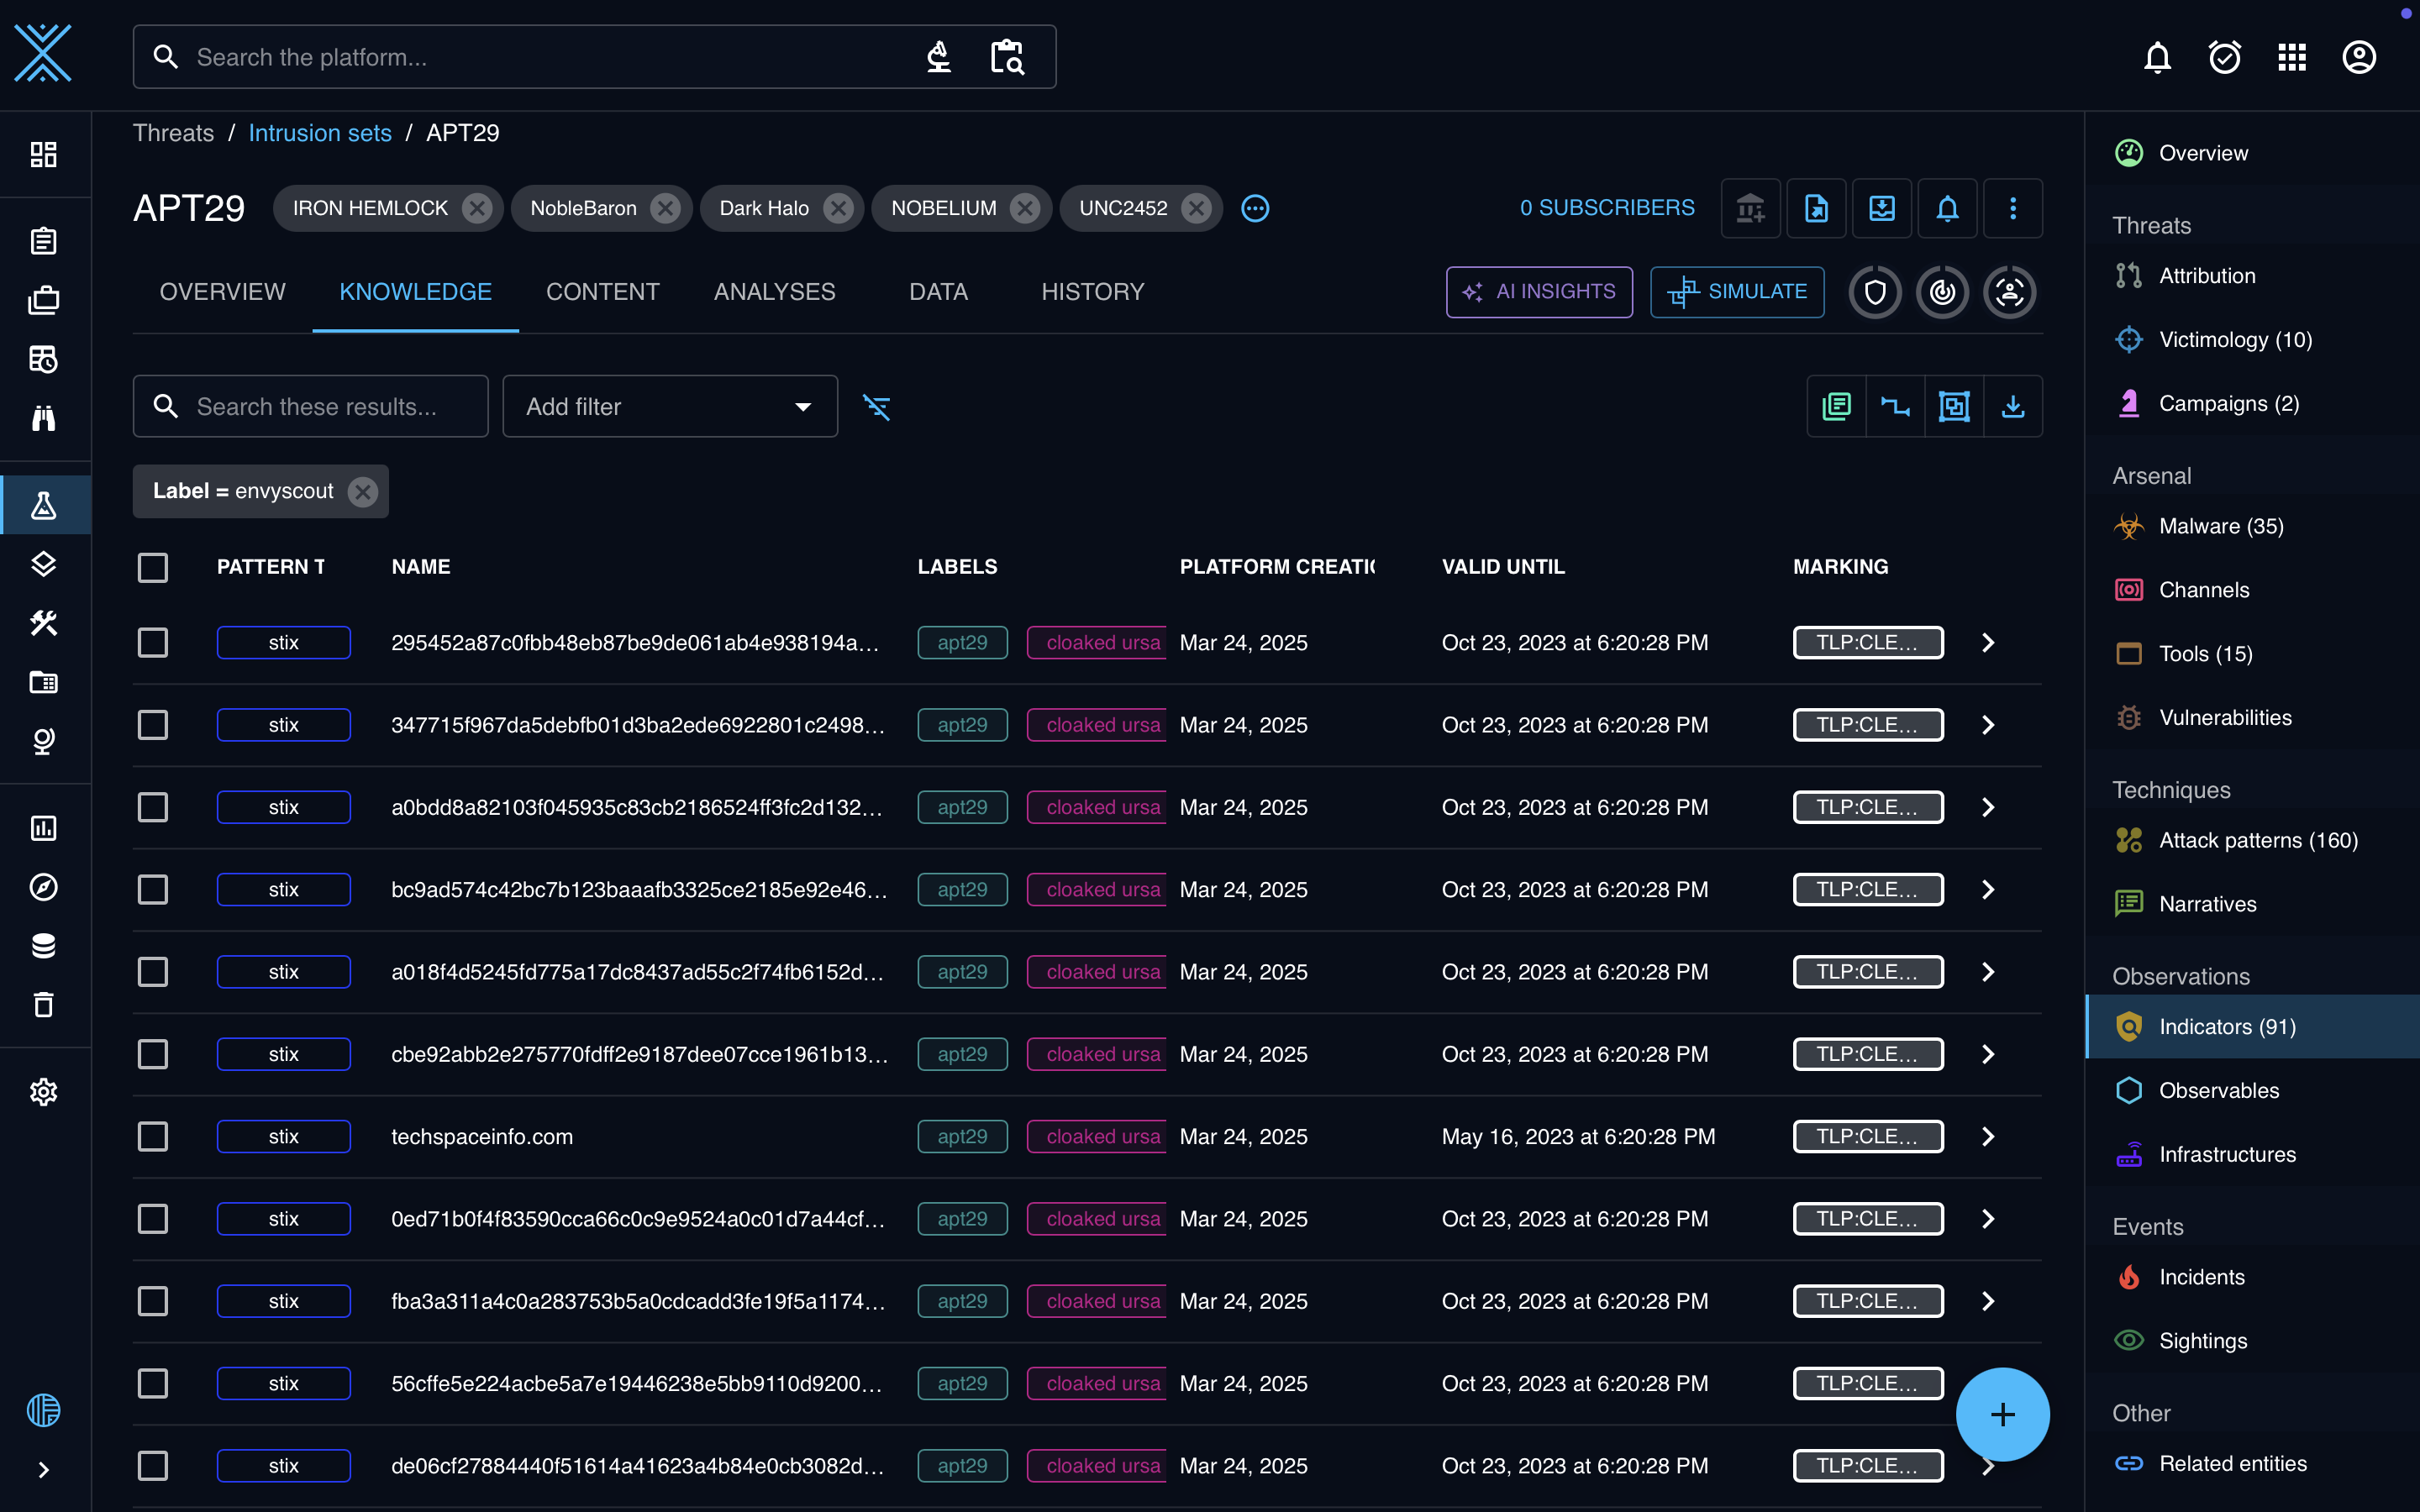 Search the platform...
Threats / Intrusion sets / APT29
APT29 IRON HEMLOCK NobleBaron Dark Halo NOBELIUM UNC2452 0 SUBSCRIBERS
OVERVIEW KNOWLEDGE CONTENT ANALYSES DATA HISTORY AI INSIGHTS SIMULATE
Search these results... Add filter
Label = envyscout
PATTERN T NAME LABELS PLATFORM CREATIO VALID UNTIL MARKING
stix 295452a87c0fbb48eb87be9de061ab4e938194a... apt29 cloaked ursa Mar 24, 2025 Oct 23, 2023 at 6:20:28 PM TLP:CLE...
stix 347715f967da5debfb01d3ba2ede6922801c2498... apt29 cloaked ursa Mar 24, 2025 Oct 23, 2023 at 6:20:28 PM TLP:CLE...
stix a0bdd8a82103f045935c83cb2186524ff3fc2d132... apt29 cloaked ursa Mar 24, 2025 Oct 23, 2023 at 6:20:28 PM TLP:CLE...
stix bc9ad574c42bc7b123baaafb3325ce2185e92e46... apt29 cloaked ursa Mar 24, 2025 Oct 23, 2023 at 6:20:28 PM TLP:CLE...
stix a018f4d5245fd775a17dc8437ad55c2f74fb6152d... apt29 cloaked ursa Mar 24, 2025 Oct 23, 2023 at 6:20:28 PM TLP:CLE...
stix cbe92abb2e275770fdff2e9187dee07cce1961b13... apt29 cloaked ursa Mar 24, 2025 Oct 23, 2023 at 6:20:28 PM TLP:CLE...
stix techspaceinfo.com apt29 cloaked ursa Mar 24, 2025 May 16, 2023 at 6:20:28 PM TLP:CLE...
stix 0ed71b0f4f83590cca66c0c9e9524a0c01d7a44cf... apt29 cloaked ursa Mar 24, 2025 Oct 23, 2023 at 6:20:28 PM TLP:CLE...
stix fba3a311a4c0a283753b5a0cdcadd3fe19f5a1174... apt29 cloaked ursa Mar 24, 2025 Oct 23, 2023 at 6:20:28 PM TLP:CLE...
stix 56cffe5e224acbe5a7e19446238e5bb9110d9200... apt29 cloaked ursa Mar 24, 2025 Oct 23, 2023 at 6:20:28 PM TLP:CLE...
stix de06cf27884440f51614a41623a4b84e0cb3082d... apt29 cloaked ursa Mar 24, 2025 Oct 23, 2023 at 6:20:28 PM TLP:CLE...
Overview
Threats
Attribution
Victimology (10)
Campaigns (2)
Arsenal
Malware (35)
Channels
Tools (15)
Vulnerabilities
Techniques
Attack patterns (160)
Narratives
Observations
Indicators (91)
Observables
Infrastructures
Events
Incidents
Sightings
Other
Related entities